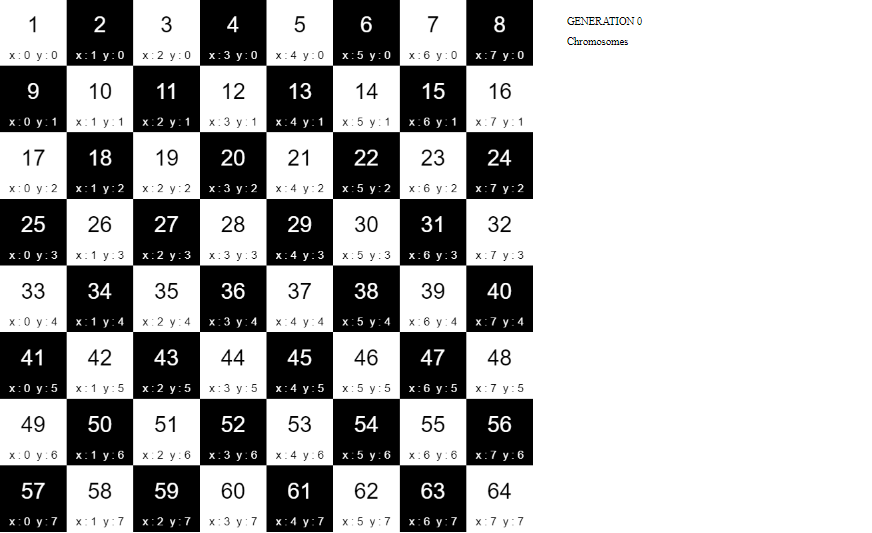 1 2 3 4 5 6 7 8
x:0 y:0 x:1 y:0 x:2 y:0 x:3 y:0 x:4 y:0 x:5 y:0 x:6 y:0 x:7 y:0
9 10 11 12 13 14 15 16
x:0 y:1 x:1 y:1 x:2 y:1 x:3 y:1 x:4 y:1 x:5 y:1 x:6 y:1 x:7 y:1
17 18 19 20 21 22 23 24
x:0 y:2 x:1 y:2 x:2 y:2 x:3 y:2 x:4 y:2 x:5 y:2 x:6 y:2 x:7 y:2
25 26 27 28 29 30 31 32
x:0 y:3 x:1 y:3 x:2 y:3 x:3 y:3 x:4 y:3 x:5 y:3 x:6 y:3 x:7 y:3
33 34 35 36 37 38 39 40
x:0 y:4 x:1 y:4 x:2 y:4 x:3 y:4 x:4 y:4 x:5 y:4 x:6 y:4 x:7 y:4
41 42 43 44 45 46 47 48
x:0 y:5 x:1 y:5 x:2 y:5 x:3 y:5 x:4 y:5 x:5 y:5 x:6 y:5 x:7 y:5
49 50 51 52 53 54 55 56
x:0 y:6 x:1 y:6 x:2 y:6 x:3 y:6 x:4 y:6 x:5 y:6 x:6 y:6 x:7 y:6
57 58 59 60 61 62 63 64
x:0 y:7 x:1 y:7 x:2 y:7 x:3 y:7 x:4 y:7 x:5 y:7 x:6 y:7 x:7 y:7
GENERATION 0
Chromosomes